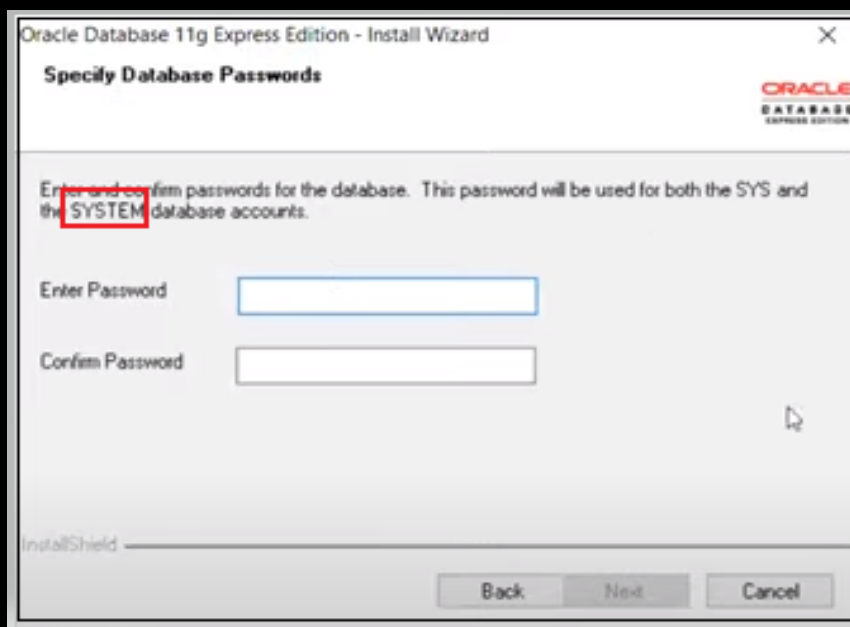 Oracle Database 11g Express Edition - Install Wizard
Specify Database Passwords
ORACLE
DATABASE
EXPRESS EDITION
Enter and confirm passwords for the database. This password will be used for both the SYS and
the SYSTEM database accounts.
Enter Password
Confirm Password
InstallShield
Back Next Cancel